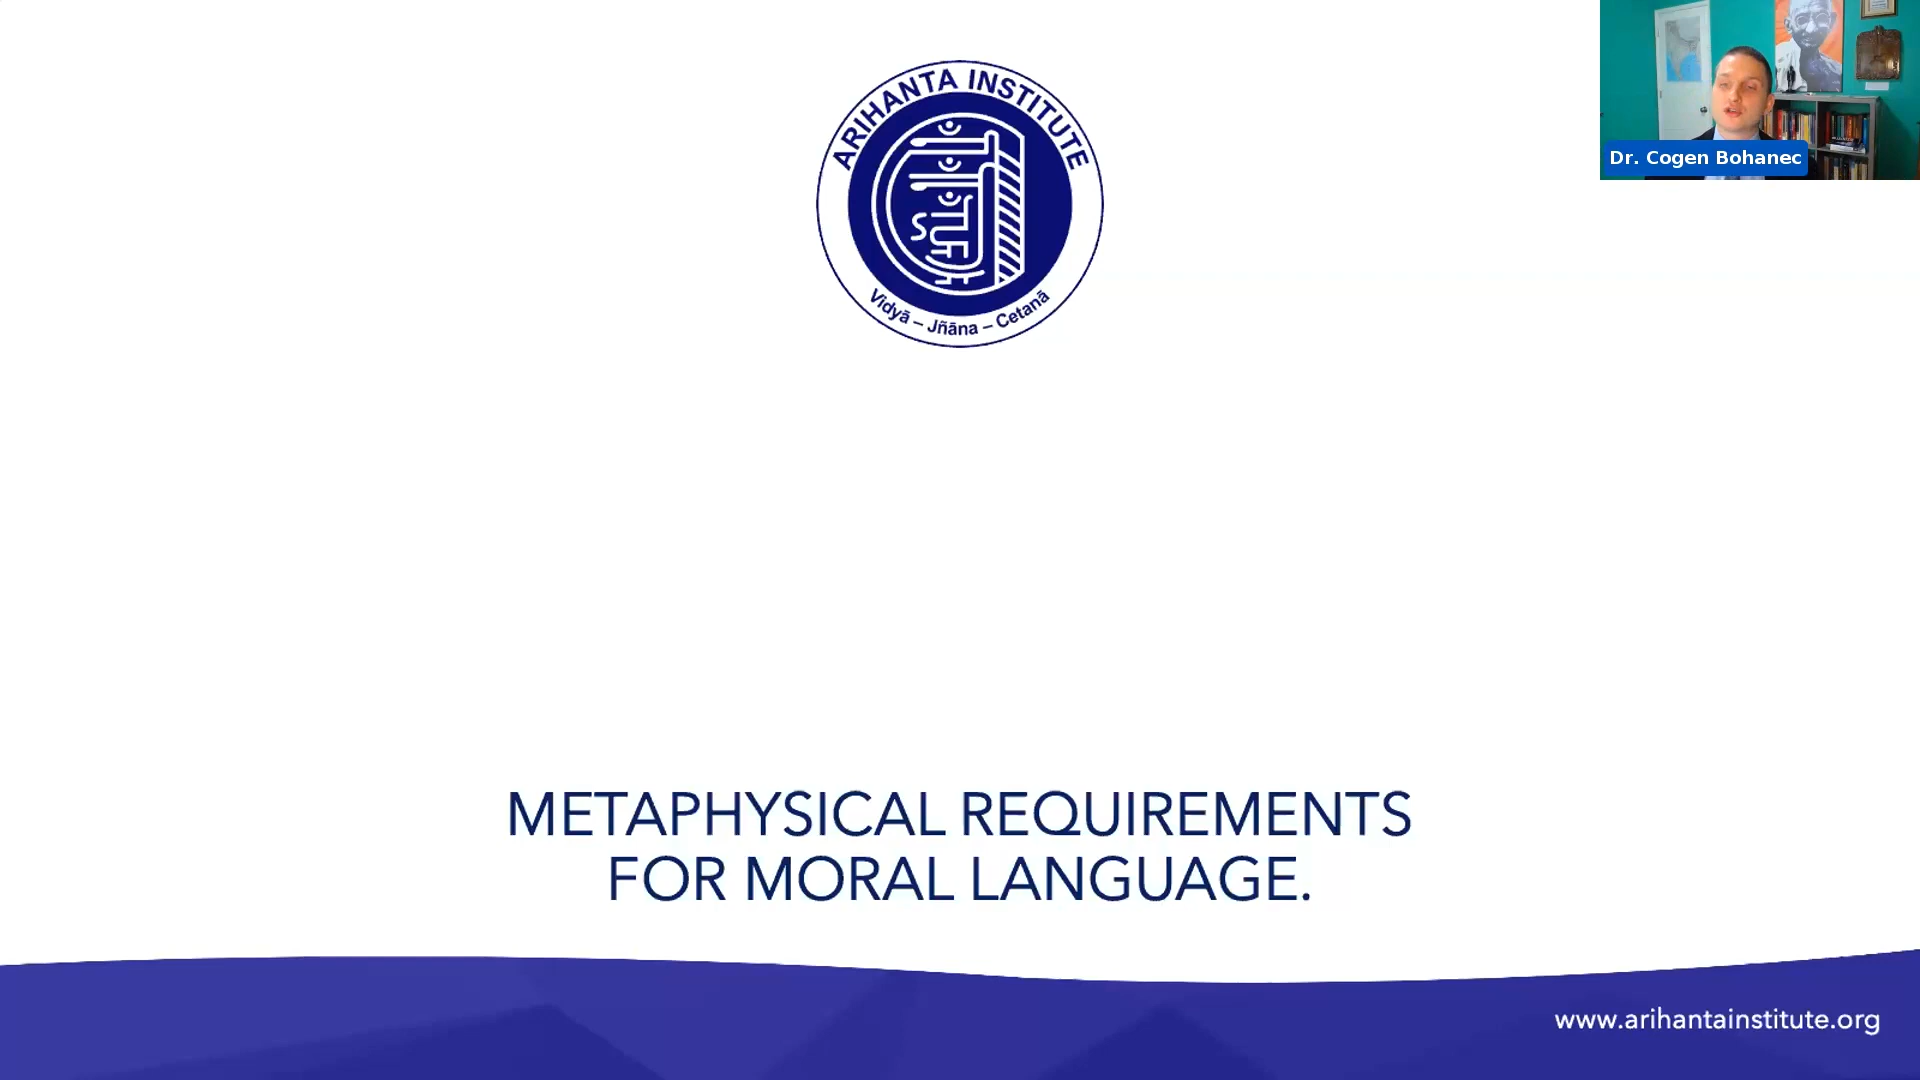 ARIHANTA INSTITUTE
Vidyā – Jñāna – Cetanā
Dr. Cogen Bohanec
METAPHYSICAL REQUIREMENTS
FOR MORAL LANGUAGE.
www.arihantainstitute.org